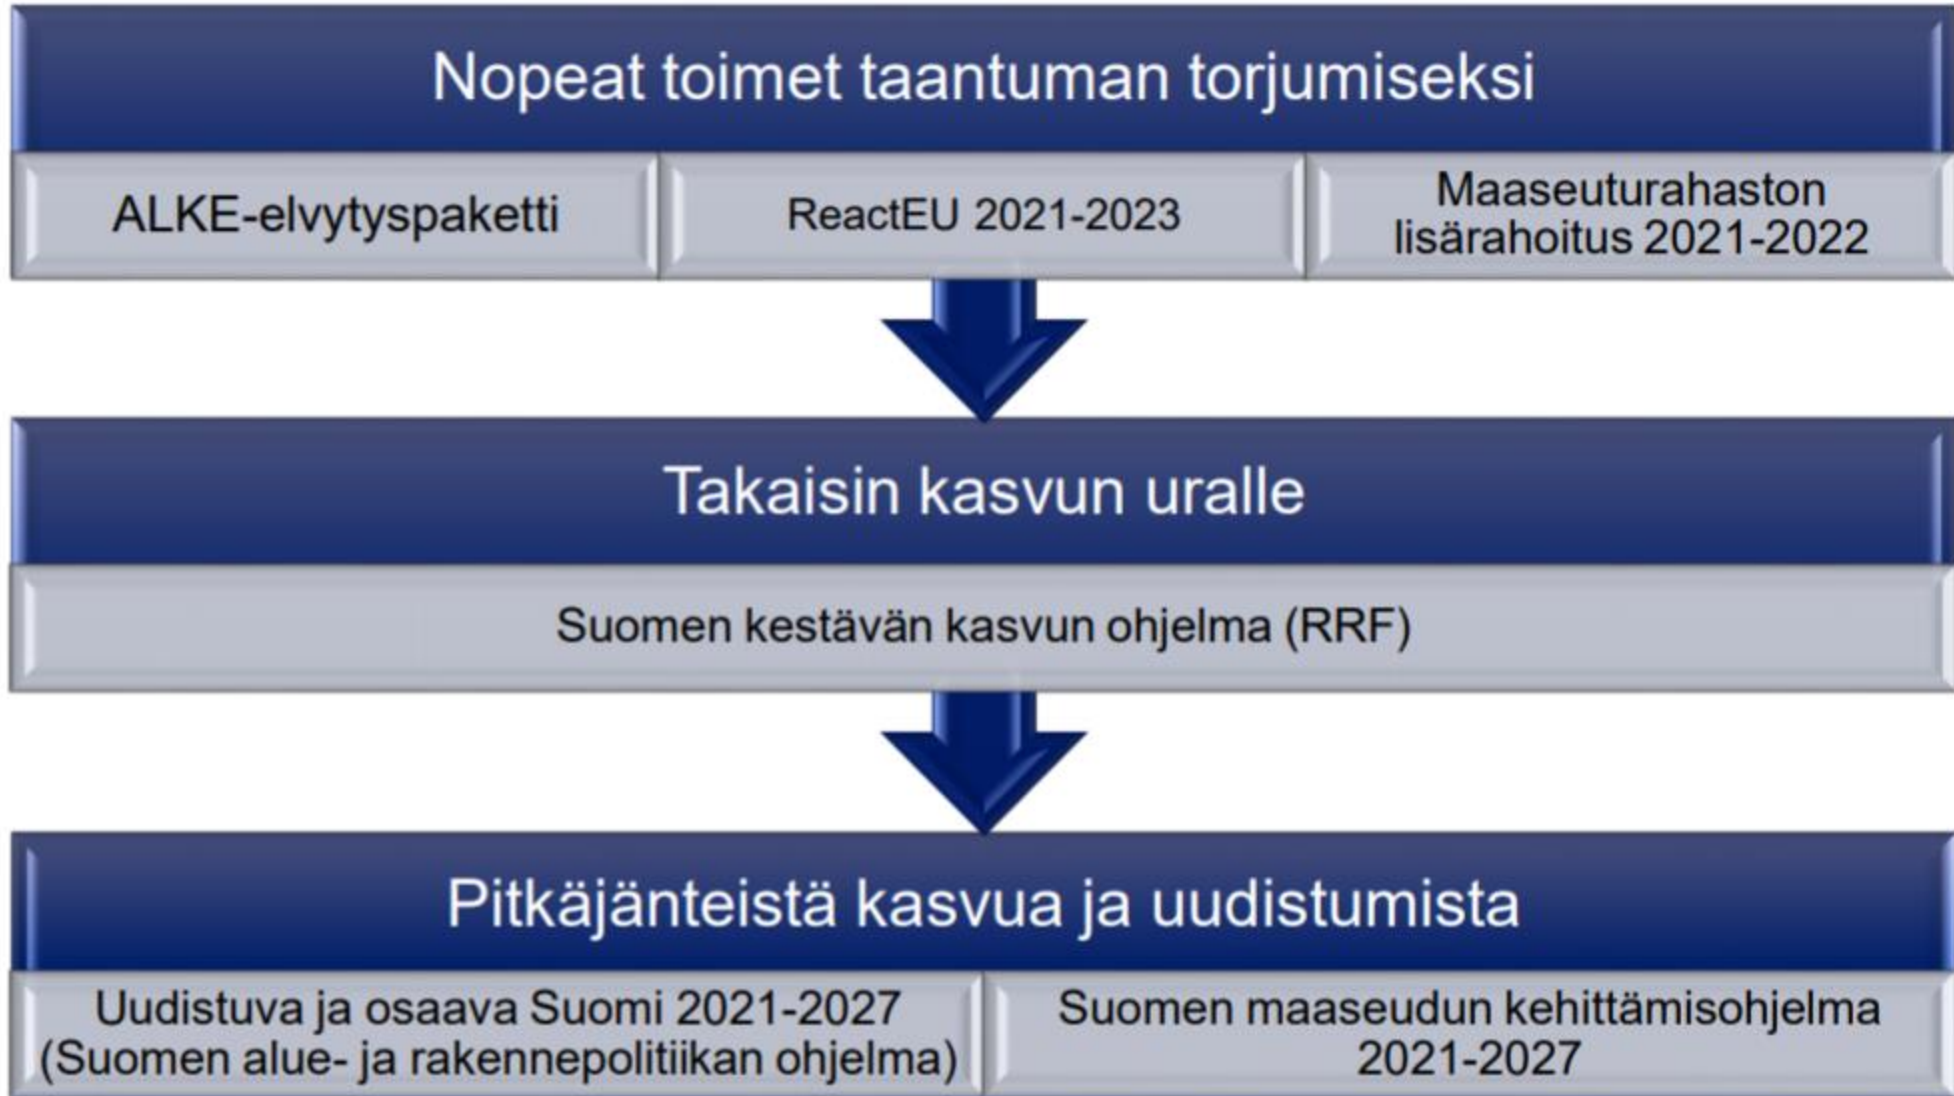 Nopeat toimet taantuman torjumiseksi
ALKE-elvytyspaketti
ReactEU 2021-2023
Maaseuturahaston
lisärahoitus 2021-2022
Takaisin kasvun uralle
Suomen kestävän kasvun ohjelma (RRF)
Pitkäjänteistä kasvua ja uudistumista
Uudistuva ja osaava Suomi 2021-2027
(Suomen alue- ja rakennepolitiikan ohjelma)
Suomen maaseudun kehittämisohjelma
2021-2027